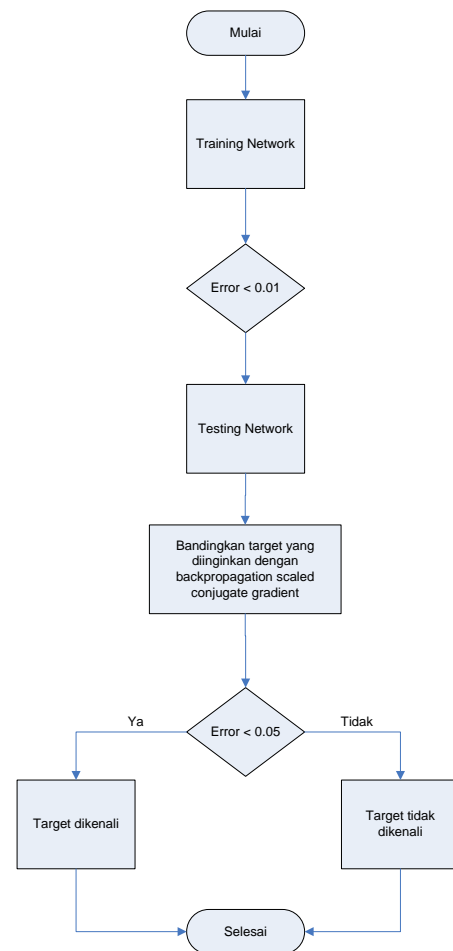 Mulai
Training Network
Error < 0.01
Testing Network
Bandingkan target yang
diinginkan dengan
backpropagation scaled
conjugate gradient
Ya
Error < 0.05
Tidak
Target dikenali
Target tidak
dikenali
Selesai